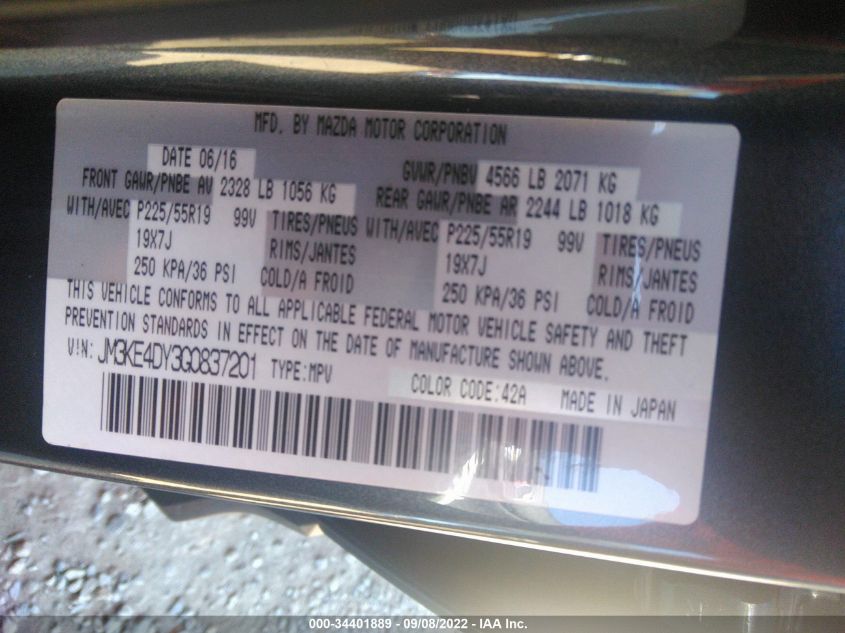 MFD. BY MAZDA MOTOR CORPORATION
DATE 06/16
GVWR/PNBV 4566 LB 2071 KG
FRONT GAWR/PNBE AV 2328 LB 1056 KG
REAR GAWR/PNBE AR 2244 LB 1018 KG
WITH/AVEC P225/55R19 99V TIRES/PNEUS
19X7J RIMS/JANTES
250 KPA/36 PSI COLD/A FROID
WITH/AVEC P225/55R19 99V TIRES/PNEUS
19X7J RIMS/JANTES
250 KPA/36 PSI COLD/A FROID
THIS VEHICLE CONFORMS TO ALL APPLICABLE FEDERAL MOTOR VEHICLE SAFETY AND THEFT
PREVENTION STANDARDS IN EFFECT ON THE DATE OF MANUFACTURE SHOWN ABOVE.
VIN: JM3KE4DY3G0837201 TYPE:MPV
COLOR CODE:42A MADE IN JAPAN
000-34401889 - 09/08/2022 - IAA Inc.